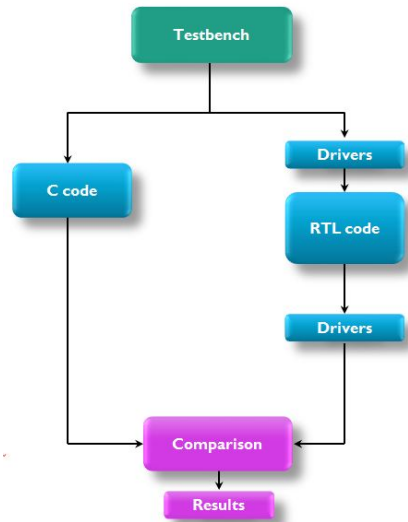 Testbench
Drivers
C code
RTL code
Drivers
Comparison
Results